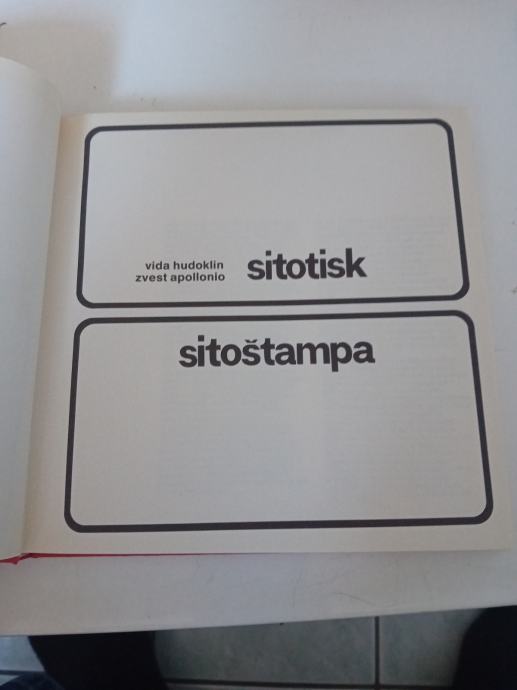 vida hudoklin
zvest apollonio
sitotisk
sitoštampa